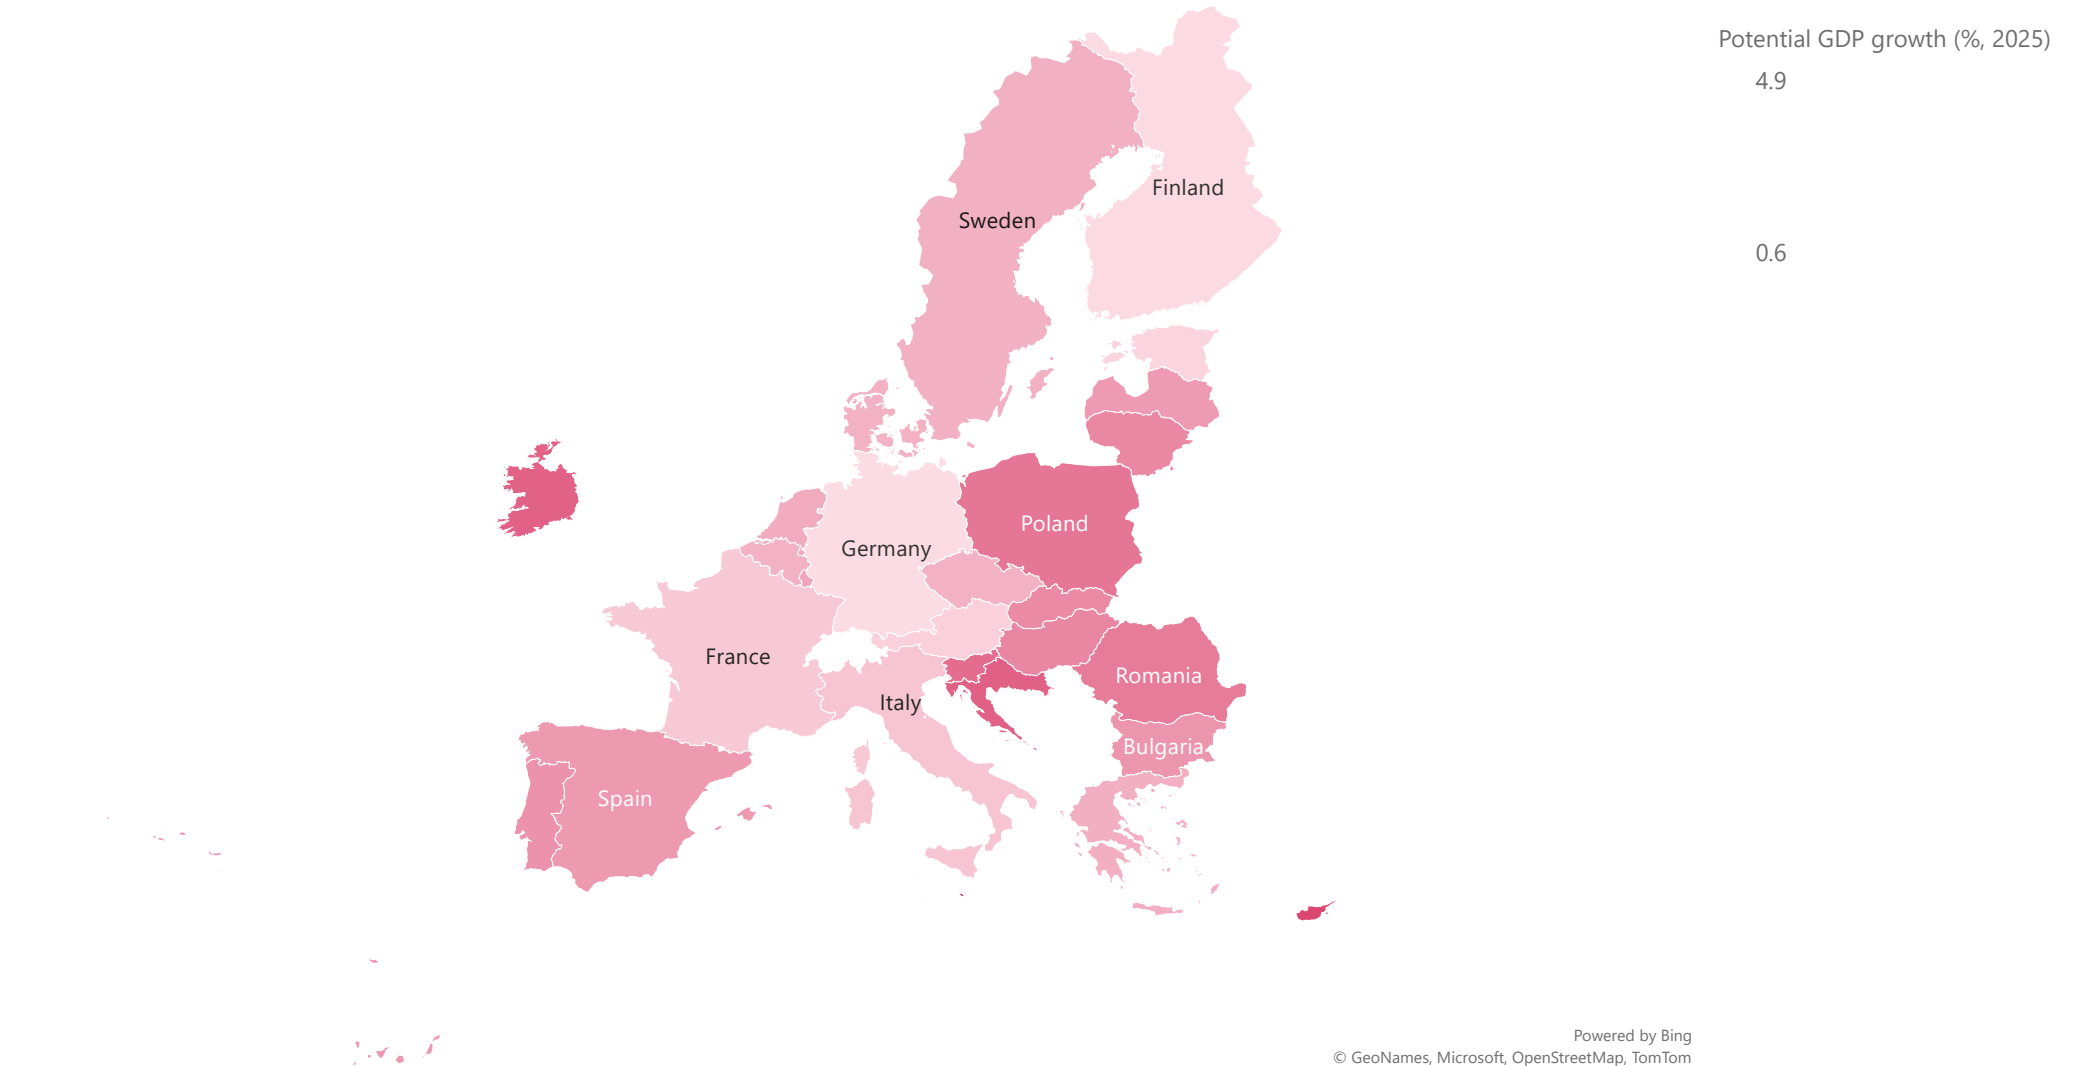 Potential GDP growth (%, 2025)
4.9
0.6
Finland
Sweden
Poland
Germany
France
Romania
Italy
Bulgaria
Spain
Powered by Bing
© GeoNames, Microsoft, OpenStreetMap, TomTom